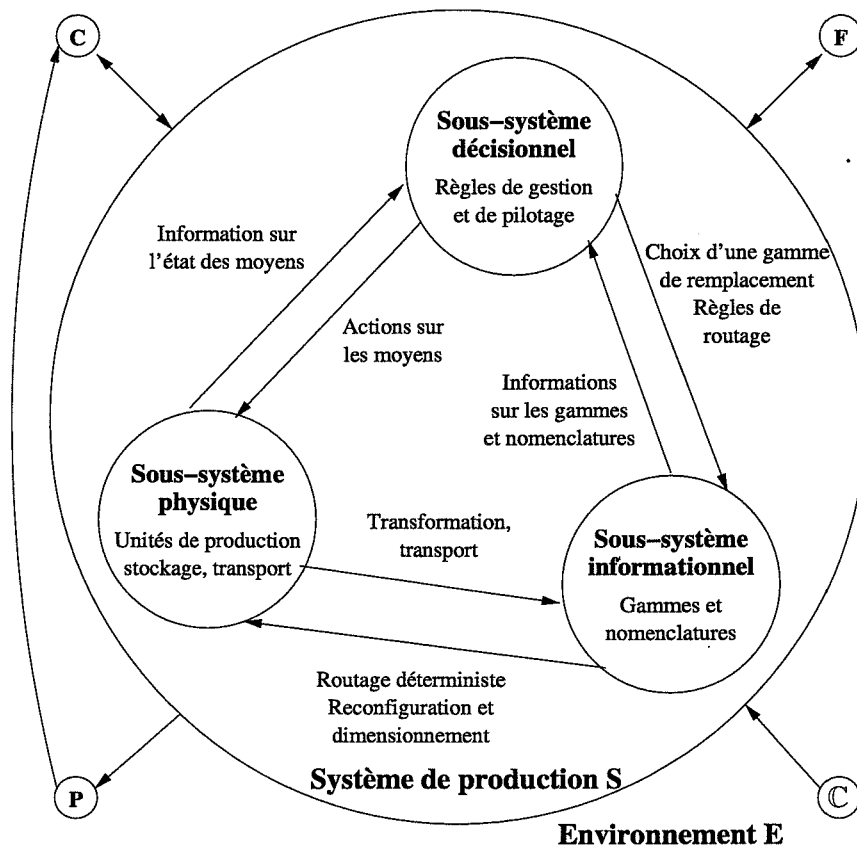 C
F
Sous–système
décisionnel
Règles de gestion
et de pilotage
Information sur
l'état des moyens
Choix d'une gamme
de remplacement
Règles de
routage
Actions sur
les moyens
Informations
sur les gammes
et nomenclatures
Sous–système
physique
Unités de production
stockage, transport
Transformation,
transport
Sous–système
informationnel
Gammes et
nomenclatures
Routage déterministe
Reconfiguration et
dimensionnement
Système de production S
P
ℂ
Environnement E